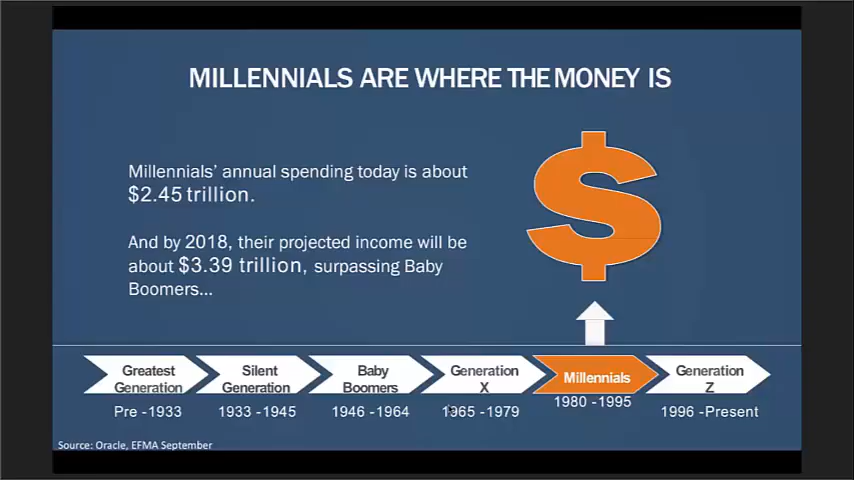 MILLENNIALS ARE WHERE THE MONEY IS
Millennials' annual spending today is about
$2.45 trillion.
And by 2018, their projected income will be
about $3.39 trillion, surpassing Baby
Boomers...
$
Greatest
Generation
Silent
Generation
Baby
Boomers
Generation
X
Millennials
Generation
Z
Pre -1933
1933 -1945
1946 -1964
1965 -1979
1980 -1995
1996 -Present
Source: Oracle, EFMA September